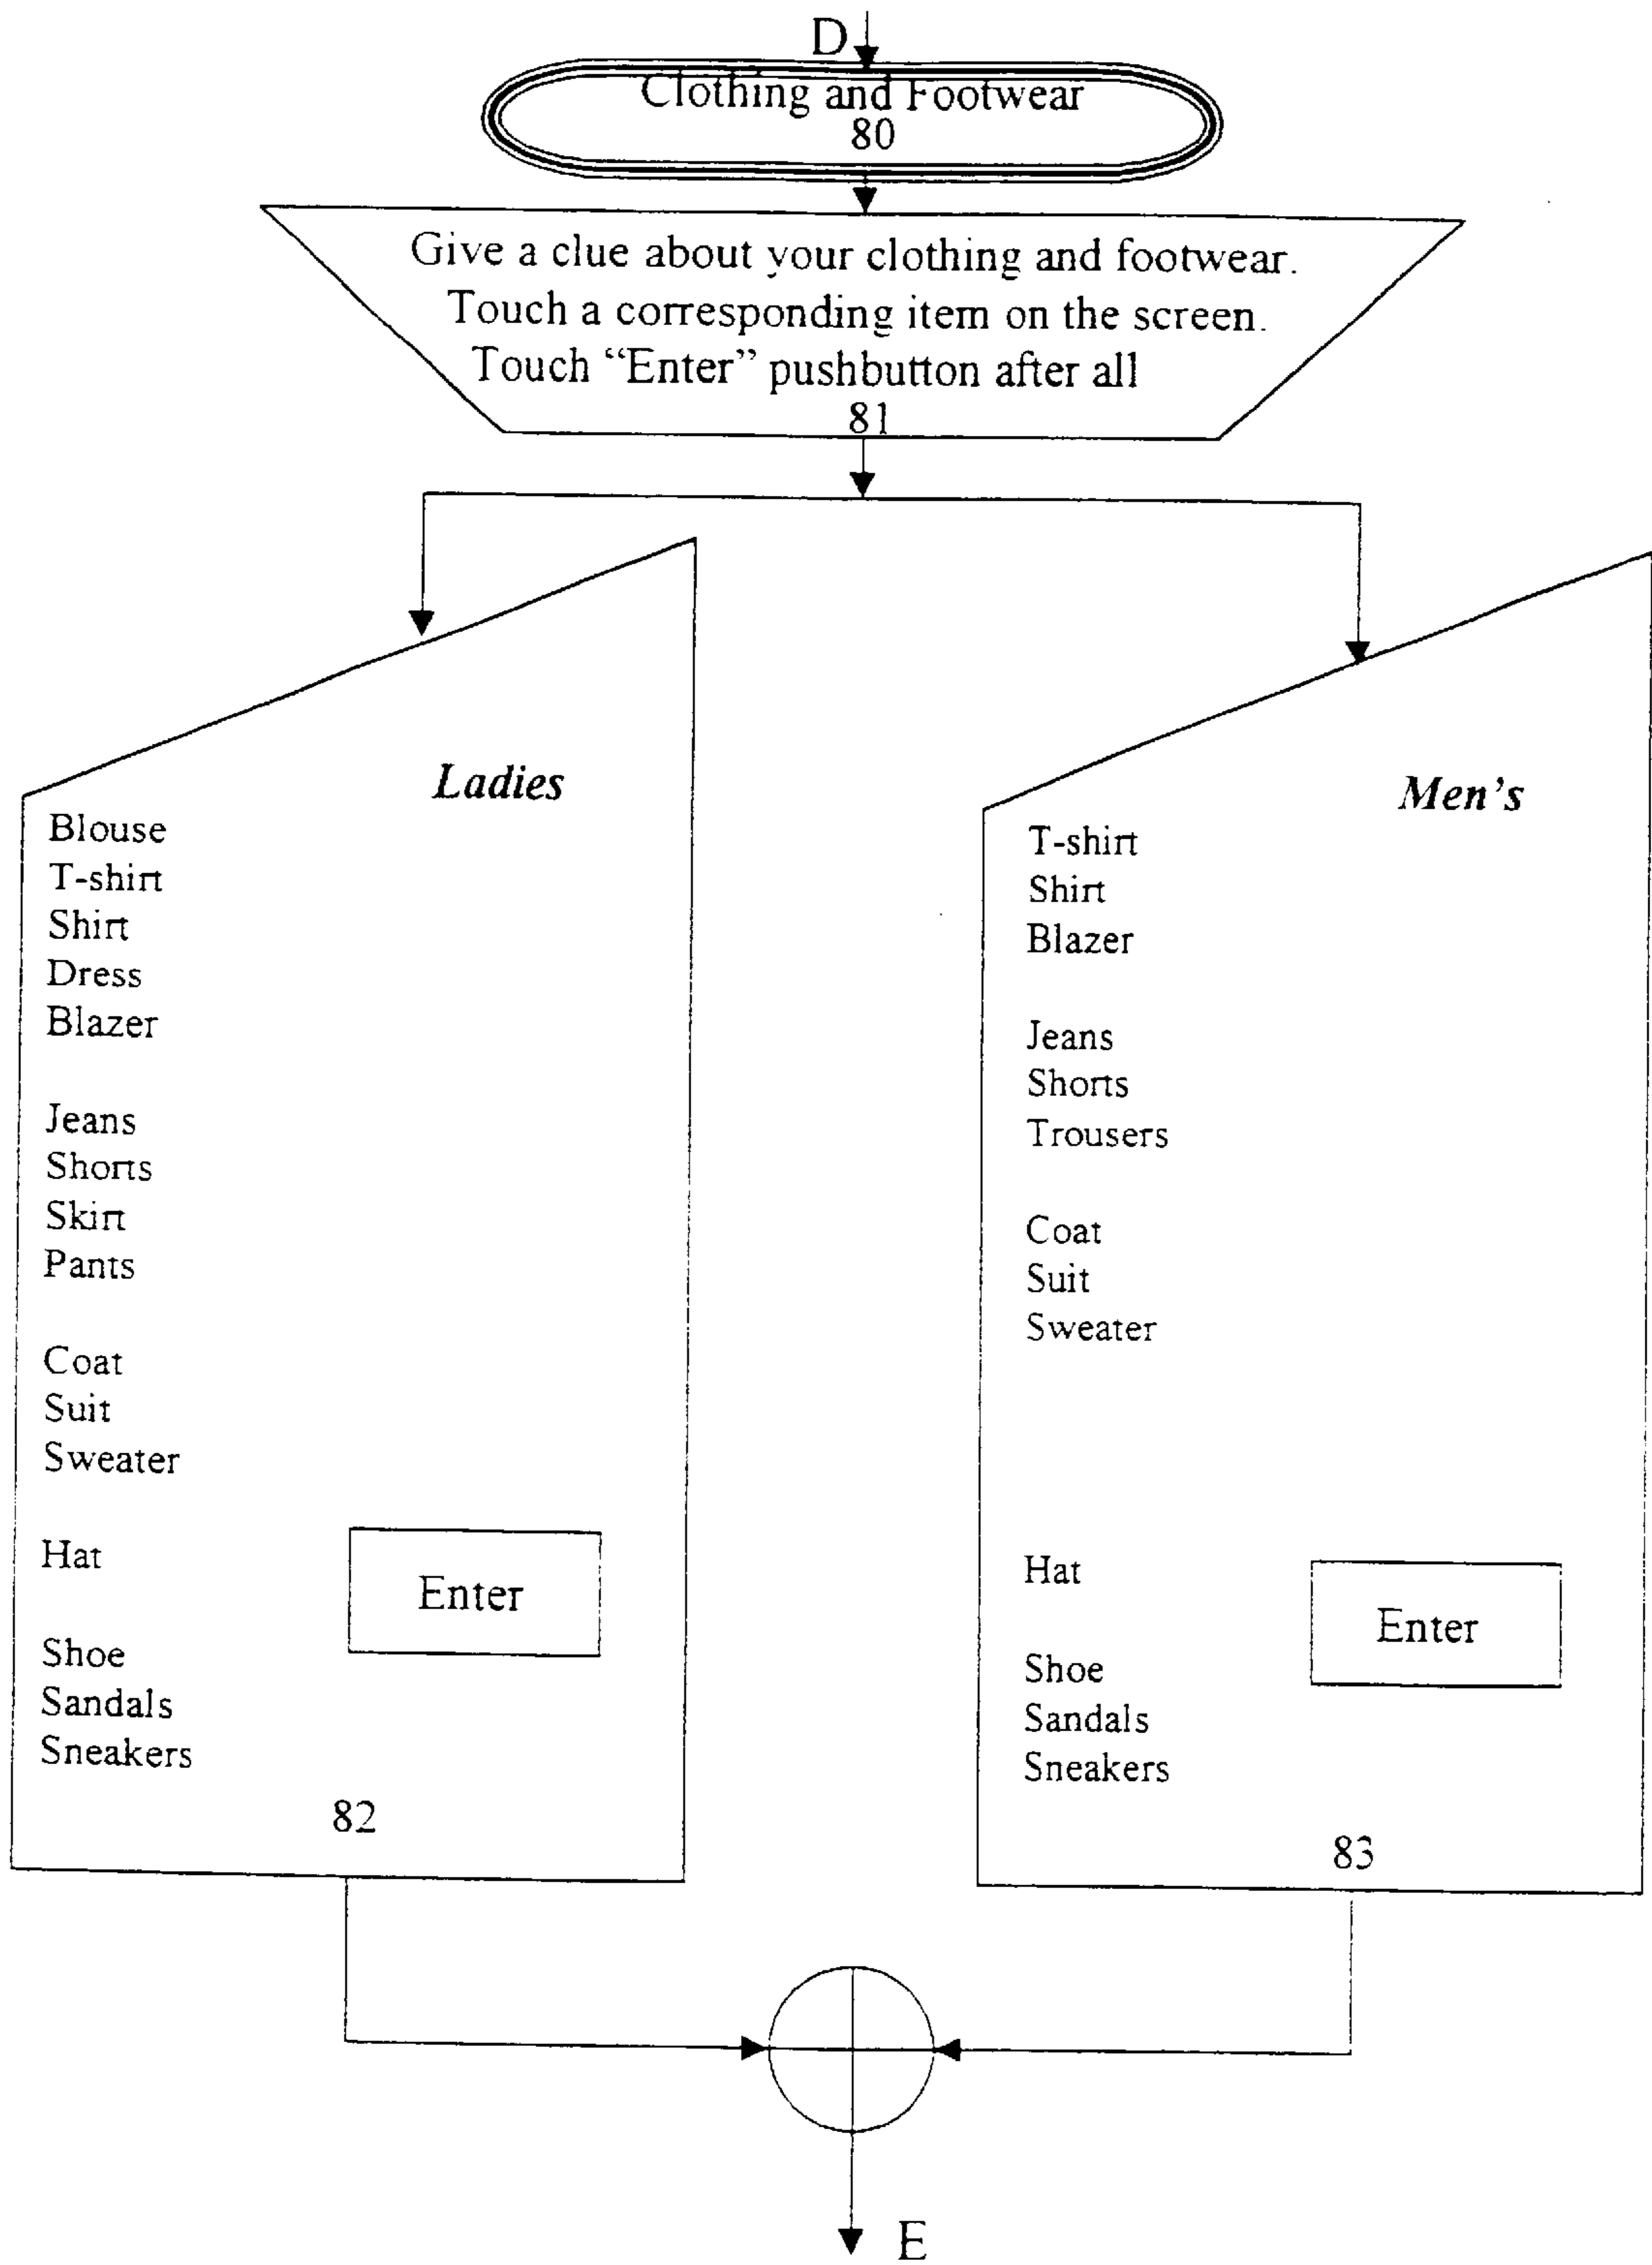 D
Clothing and Footwear
80
Give a clue about your clothing and footwear.
Touch a corresponding item on the screen.
Touch “Enter” pushbutton after all
81
Ladies
Blouse
T-shirt
Shirt
Dress
Blazer
Jeans
Shorts
Skirt
Pants
Coat
Suit
Sweater
Hat
Enter
Shoe
Sandals
Sneakers
82
Men’s
T-shirt
Shirt
Blazer
Jeans
Shorts
Trousers
Coat
Suit
Sweater
Hat
Enter
Shoe
Sandals
Sneakers
83
E